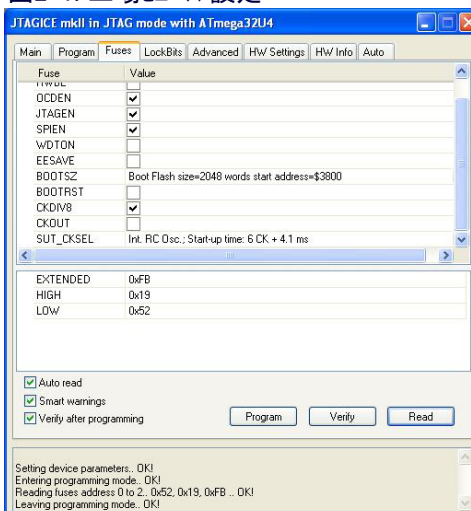 JTAGICE mkII in JTAG mode with ATmega32U4
Main Program Fuses LockBits Advanced HW Settings HW Info Auto
Fuse Value
OCDEN
JTAGEN
SPIEN
WDTON
EESAVE
BOOTSZ Boot Flash size=2048 words start address=$3800
BOOTRST
CKDIV8
CKOUT
SUT_CKSEL Int. RC Osc.; Start-up time: 6 CK + 4.1 ms
EXTENDED 0xFB
HIGH 0x19
LOW 0x52
Auto read
Smart warnings
Verify after programming
Program Verify Read
Setting device parameters.. OK!
Entering programming mode.. OK!
Reading fuses address 0 to 2.. 0x52, 0x19, 0xFB .. OK!
Leaving programming mode.. OK!